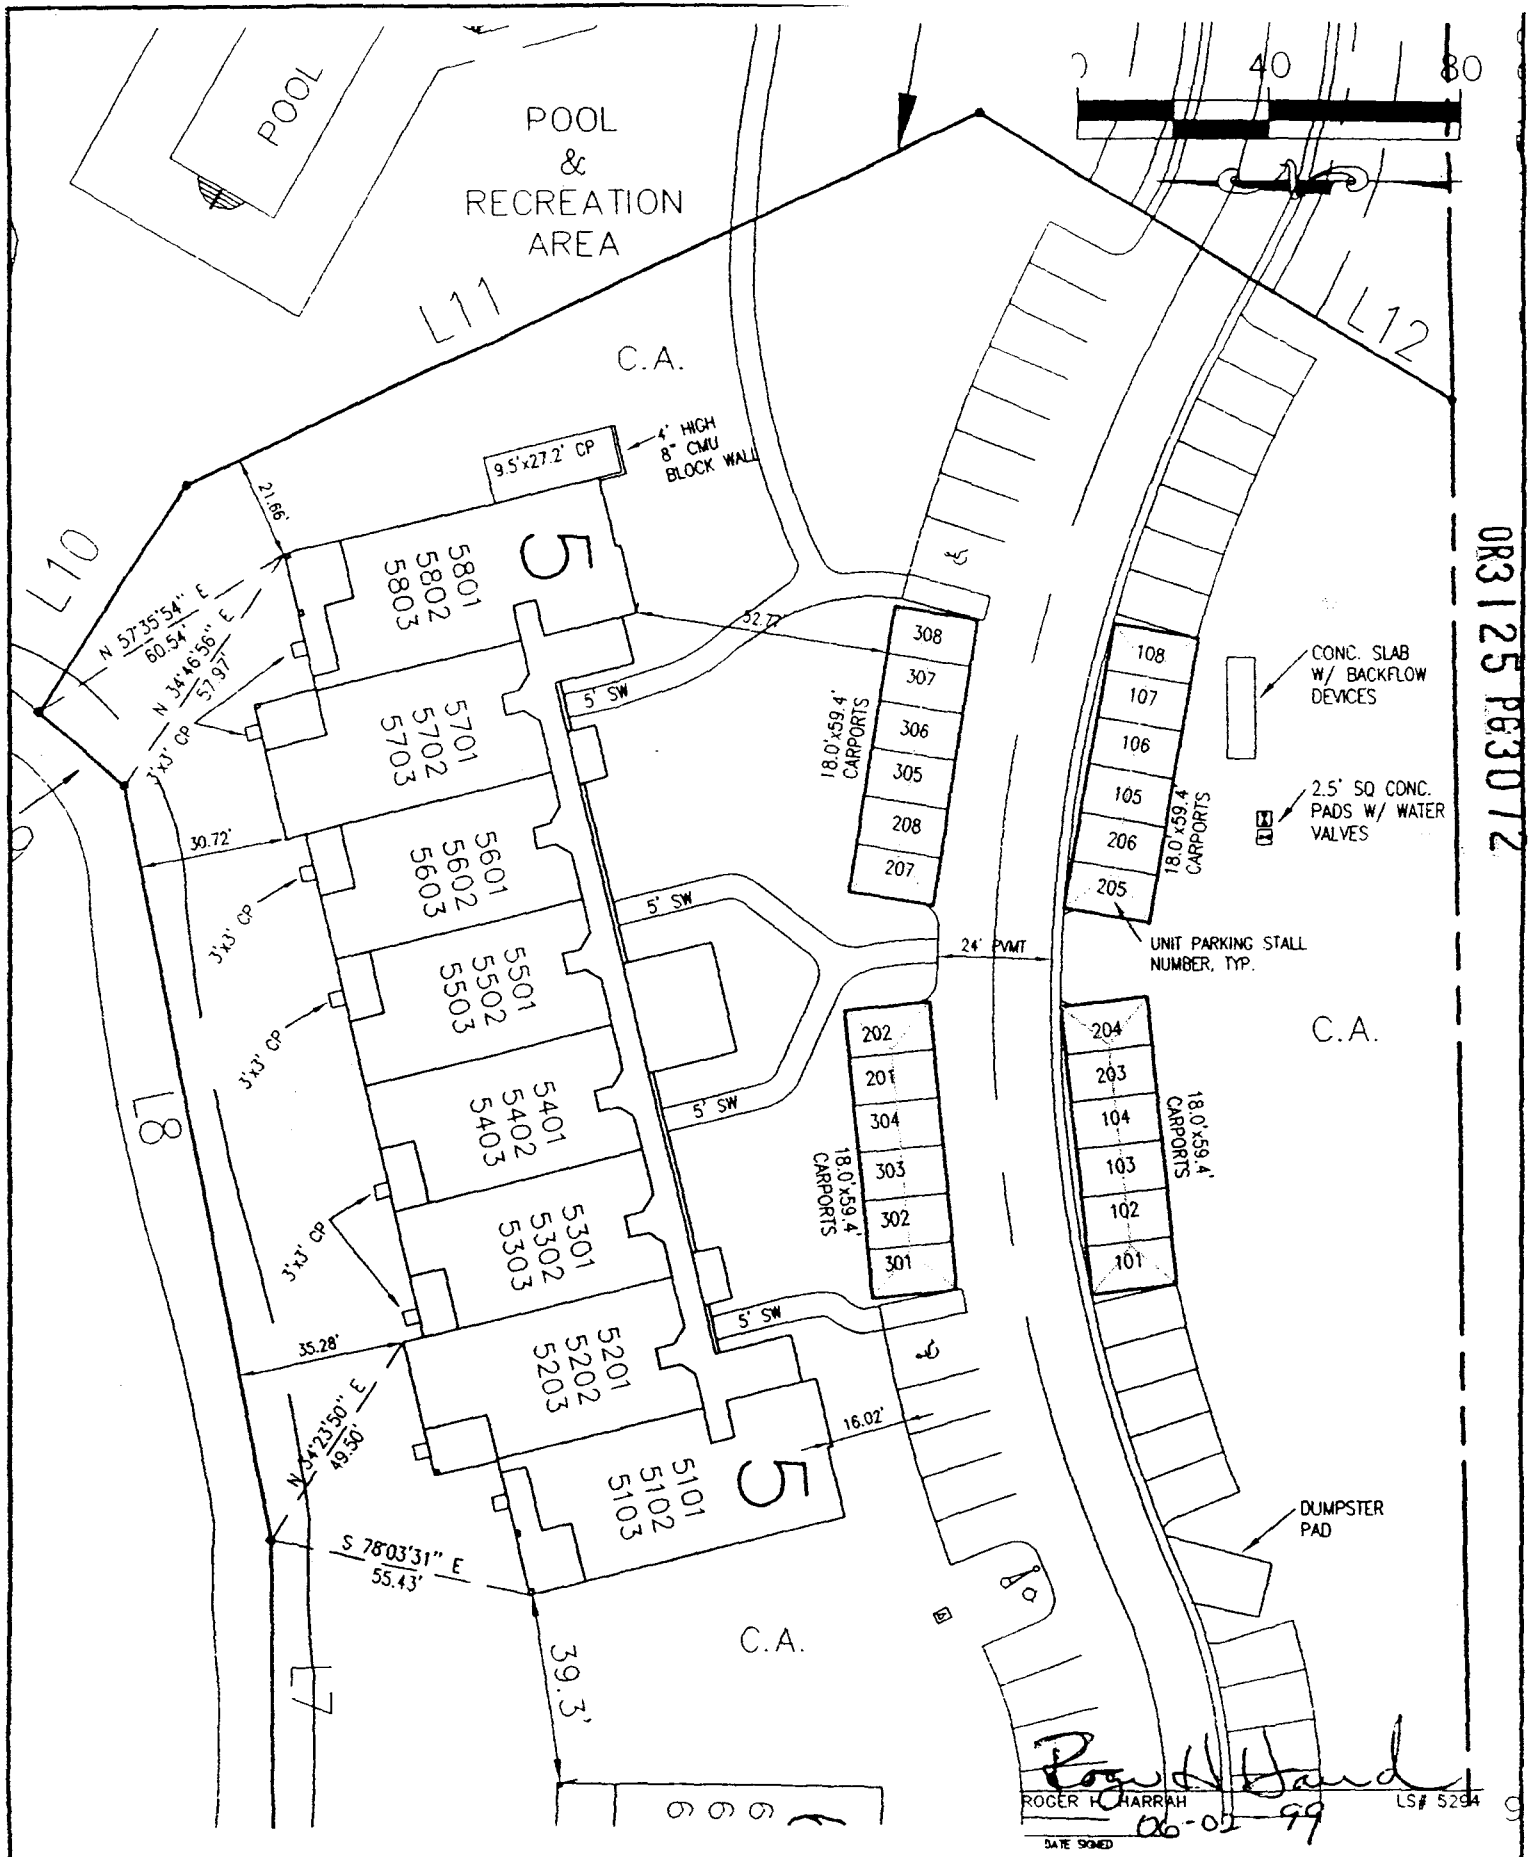 POOL
POOL
&
RECREATION
AREA
0
40
80
L11
L12
C.A.
4' HIGH
8" CMU
BLOCK WALL
9.5'x27.2' CP
21.66'
L10
5
5801
5802
5803
N 57°35'54" E
60.54'
N 34°46'56" E
57.97'
3'x3' CP
52.77'
5' SW
5701
5702
5703
308
307
306
305
208
207
18.0'x59.4'
CARPORTS
108
107
106
105
206
205
18.0'x59.4'
CARPORTS
CONC. SLAB
W/ BACKFLOW
DEVICES
2.5' SQ CONC.
PADS W/ WATER
VALVES
OR3125 PG3072
30.72'
5601
5602
5603
3'x3' CP
5' SW
24' PVMT
UNIT PARKING STALL
NUMBER, TYP.
5501
5502
5503
3'x3' CP
C.A.
L8
5401
5402
5403
5' SW
202
201
304
303
302
301
18.0'x59.4'
CARPORTS
204
203
104
103
102
101
18.0'x59.4'
CARPORTS
3'x3' CP
5301
5302
5303
5' SW
35.28'
5201
5202
5203
N 34°23'50" E
49.50'
16.02'
5
5101
5102
5103
DUMPSTER
PAD
S 78°03'31" E
55.43'
C.A.
39.3'
L7
6 6 6
Roger H Harrah
ROGER H. HARRAH
LS# 5294
06-02-99
DATE SIGNED